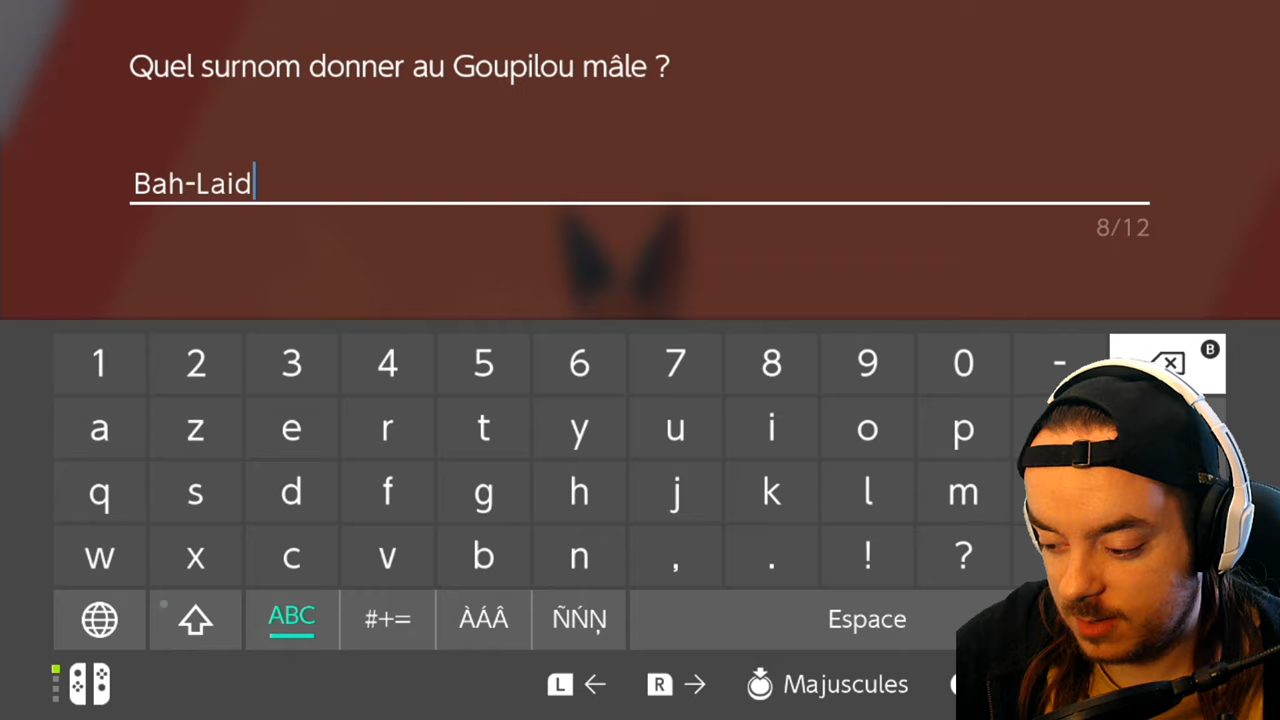 Quel surnom donner au Goupilou mâle ?
Bah-Laid
8/12
1 2 3 4 5 6 7 8 9 0 - B
a z e r t y u i o p
q s d f g h j k l m
w x c v b n , . ! ?
ABC #+= ÀÁÂ ÑŃŅ Espace
L ← R → Majuscules